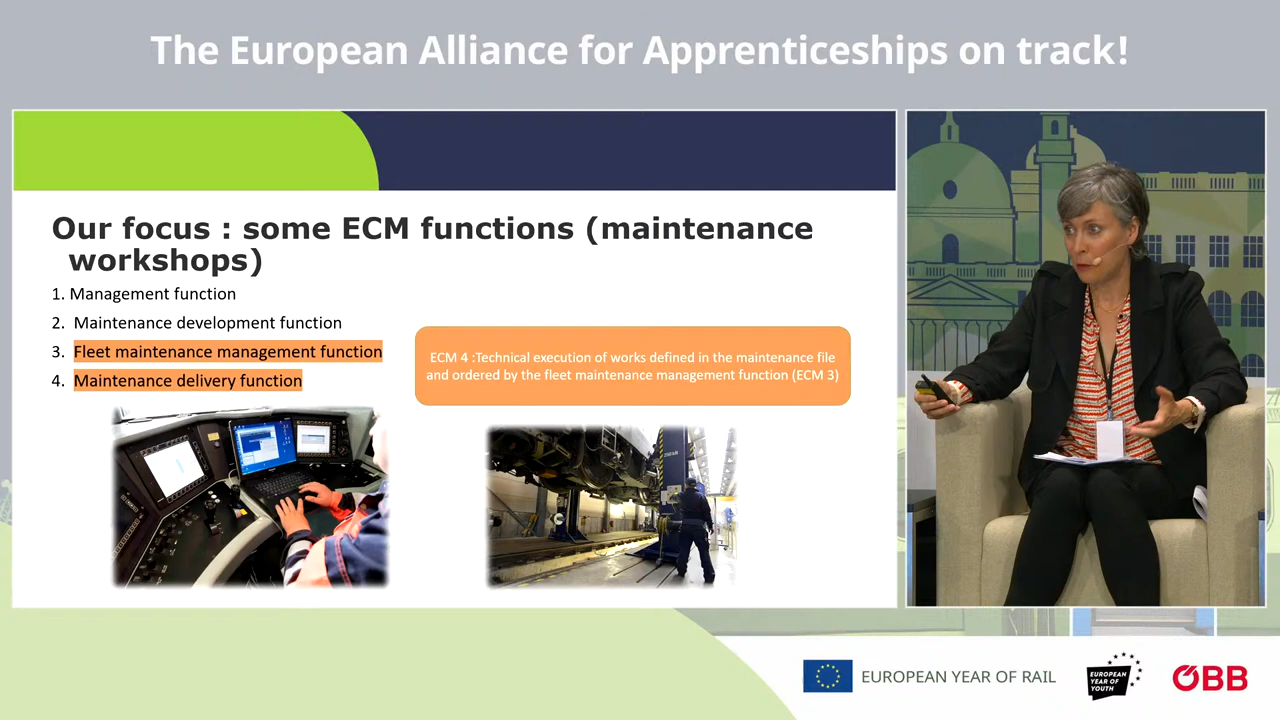 The European Alliance for Apprenticeships on track!
Our focus : some ECM functions (maintenance
workshops)
1. Management function
2. Maintenance development function
3. Fleet maintenance management function
4. Maintenance delivery function
ECM 4 :Technical execution of works defined in the maintenance file
and ordered by the fleet maintenance management function (ECM 3)
EUROPEAN YEAR OF RAIL
EUROPEAN
YEAR OF
YOUTH
ÖBB